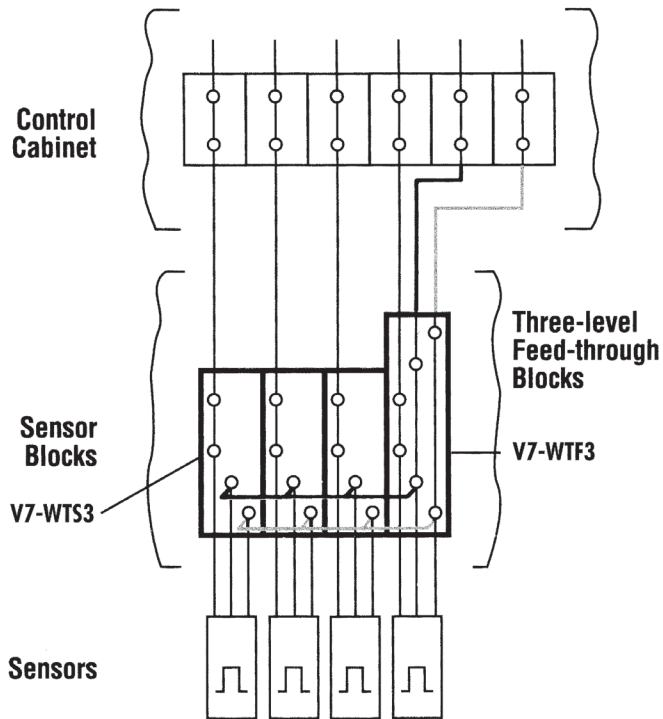 Control
Cabinet
Three-level
Feed-through
Blocks
Sensor
Blocks
V7-WTF3
V7-WTS3
Sensors